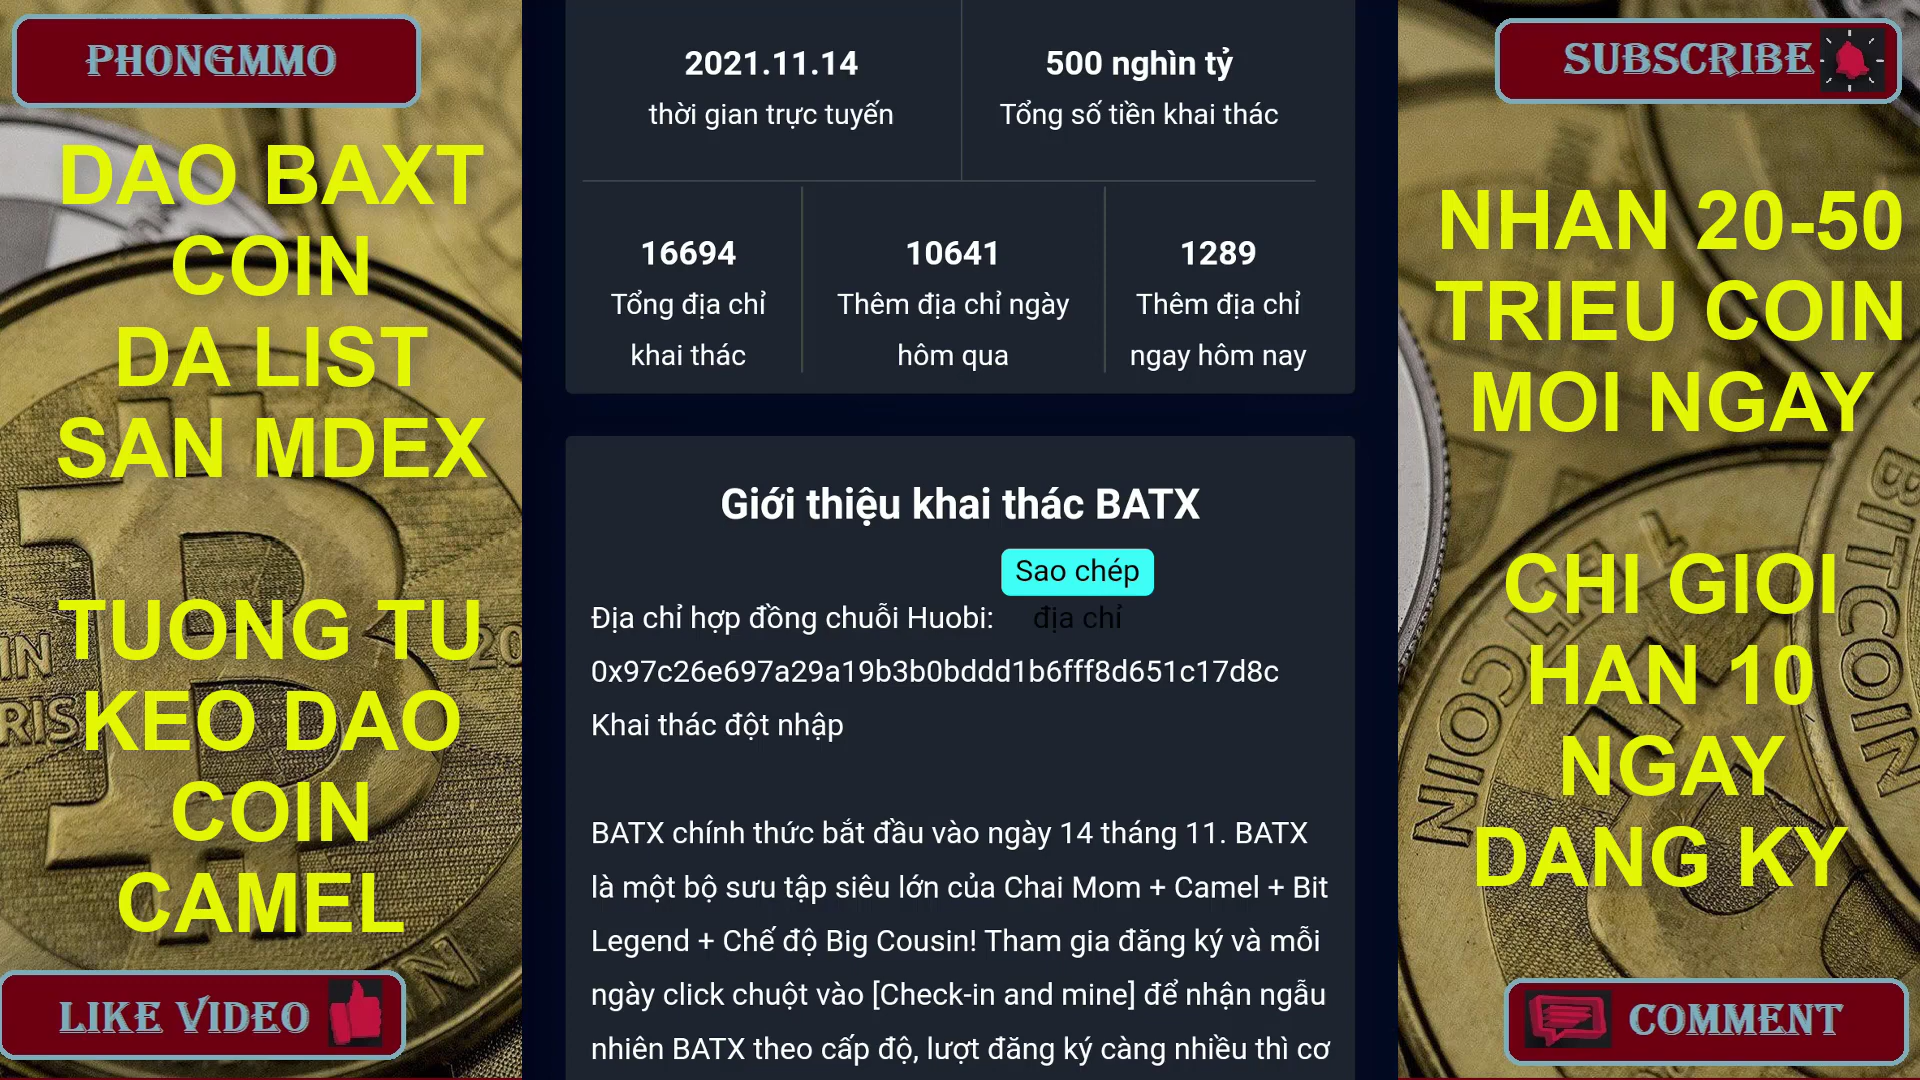 PHONGMMO
DAO BAXT
COIN
DA LIST
SAN MDEX
TUONG TU
KEO DAO
COIN
CAMEL
LIKE VIDEO
2021.11.14
thời gian trực tuyến
500 nghìn tỷ
Tổng số tiền khai thác
16694
Tổng địa chỉ
khai thác
10641
Thêm địa chỉ ngày
hôm qua
1289
Thêm địa chỉ
ngay hôm nay
Giới thiệu khai thác BATX
Sao chép
Địa chỉ hợp đồng chuỗi Huobi: địa chỉ
0x97c26e697a29a19b3b0bddd1b6fff8d651c17d8c
Khai thác đột nhập
BATX chính thức bắt đầu vào ngày 14 tháng 11. BATX
là một bộ sưu tập siêu lớn của Chai Mom + Camel + Bit
Legend + Chế độ Big Cousin! Tham gia đăng ký và mỗi
ngày click chuột vào [Check-in and mine] để nhận ngẫu
nhiên BATX theo cấp độ, lượt đăng ký càng nhiều thì cơ
SUBSCRIBE
NHAN 20-50
TRIEU COIN
MOI NGAY
CHI GIOI
HAN 10
NGAY
DANG KY
COMMENT
BITCOIN
BITCOIN